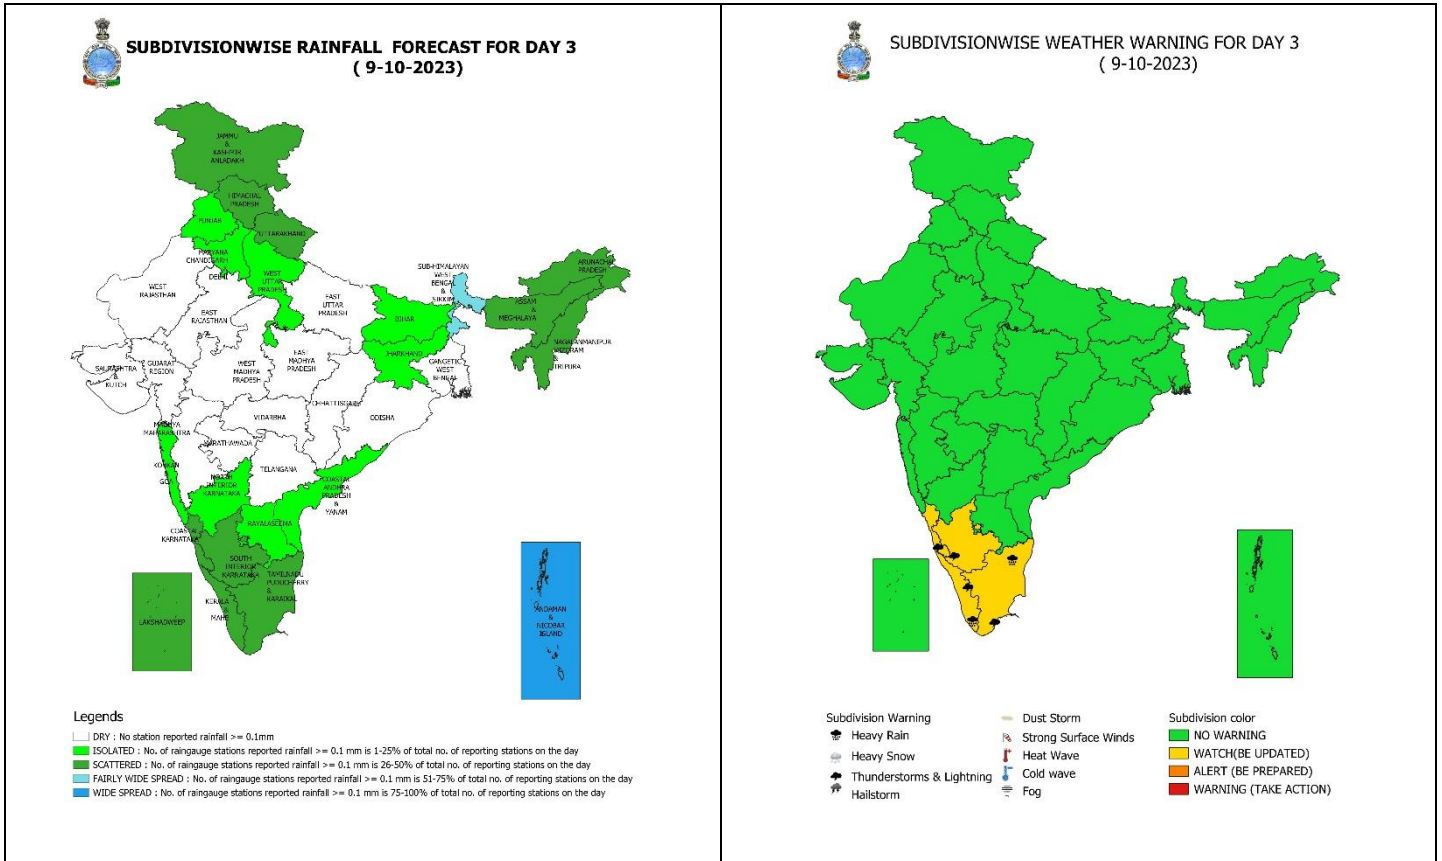 SUBDIVISIONWISE RAINFALL FORECAST FOR DAY 3
( 9-10-2023)
JAMMU
&
KASHMIR
ANLADAKH
HIMACHAL
PRADESH
PUNJAB
UTTARAKHAND
HARYANA
CHANDIGARH
DELHI
WEST
UTTAR
PRADESH
WEST
RAJASTHAN
EAST
RAJASTHAN
EAST
UTTAR
PRADESH
SUB-HIMALAYAN
WEST
BENGAL
&
SIKKIM
ARUNACHAL
PRADESH
ASSAM
&
MEGHALAYA
NAGALANMANIPUR
MIZORAM
&
TRIPURA
BIHAR
JHARKHAND
GANGETIC
WEST
BENGAL
SAURASHTRA
&
KUTCH
GUJARAT
REGION
WEST
MADHYA
PRADESH
EAST
MADHYA
PRADESH
CHHATTISGARH
ODISHA
VIDARBHA
MADHYA
MAHARASHTRA
MARATHAWADA
TELANGANA
KONKAN
&
GOA
NORTH
INTERIOR
KARNATAKA
COASTAL
ANDHRA
PRADESH
&
YANAM
RAYALASEEMA
COASTAL
KARNATAKA
SOUTH
INTERIOR
KARNATAKA
TAMILNADU
PUDUCHERRY
&
KARAIKAL
KERALA
&
MAHE
LAKSHADWEEP
ANDAMAN
&
NICOBAR
ISLAND
Legends
DRY : No station reported rainfall >= 0.1mm
ISOLATED : No. of raingauge stations reported rainfall >= 0.1 mm is 1-25% of total no. of reporting stations on the day
SCATTERED : No. of raingauge stations reported rainfall >= 0.1 mm is 26-50% of total no. of reporting stations on the day
FAIRLY WIDE SPREAD : No. of raingauge stations reported rainfall >= 0.1 mm is 51-75% of total no. of reporting stations on the day
WIDE SPREAD : No. of raingauge stations reported rainfall >= 0.1 mm is 75-100% of total no. of reporting stations on the day
SUBDIVISIONWISE WEATHER WARNING FOR DAY 3
( 9-10-2023)
Subdivision Warning
Heavy Rain
Heavy Snow
Thunderstorms & Lightning
Hailstorm
Dust Storm
Strong Surface Winds
Heat Wave
Cold wave
Fog
Subdivision color
NO WARNING
WATCH(BE UPDATED)
ALERT (BE PREPARED)
WARNING (TAKE ACTION)